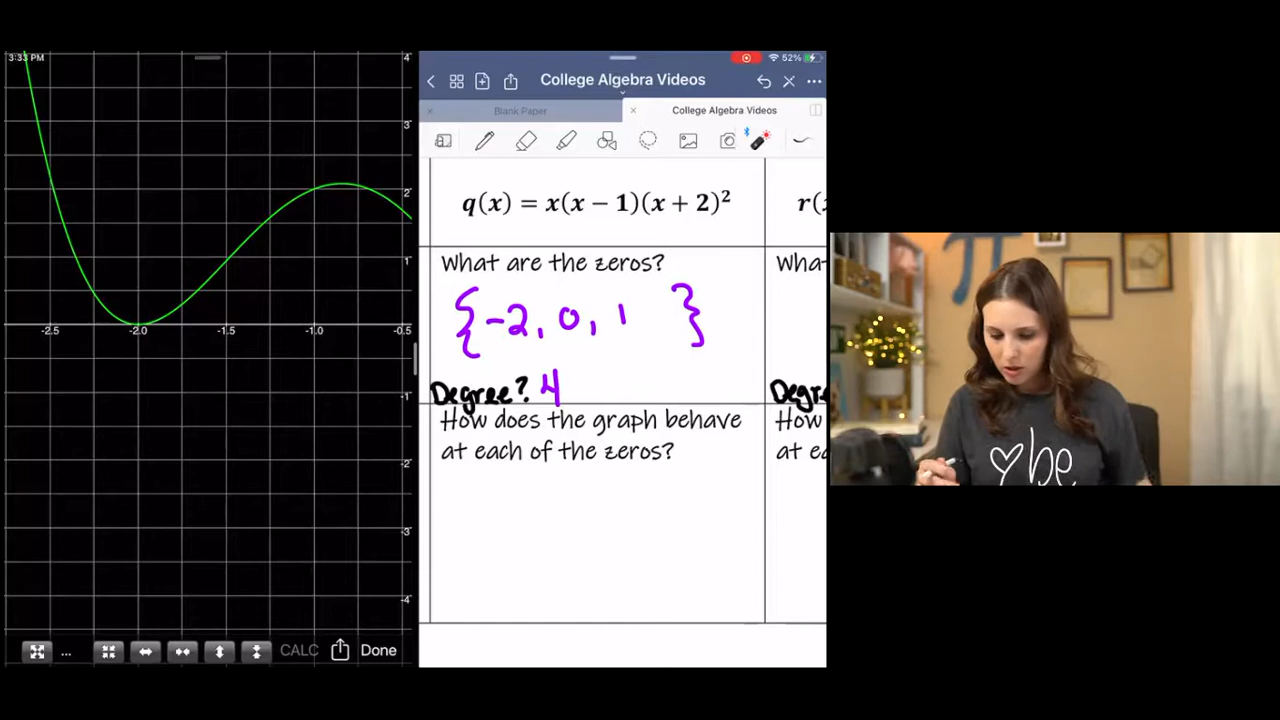 3:33 PM
4
3
2
1
-2.5 -2.0 -1.5 -1.0 -0.5
-1
-2
-3
-4
... CALC Done
52%
College Algebra Videos
Blank Paper
College Algebra Videos
q(x) = x(x − 1)(x + 2)²
r(
What are the zeros?
{-2, 0, 1 }
Degree? 4
How does the graph behave
at each of the zeros?
Wha
Degre
How
at ea
be